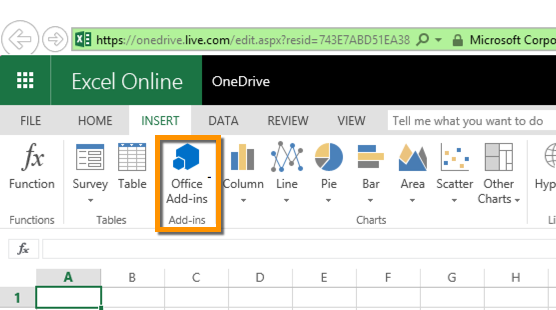 https://onedrive.live.com/edit.aspx?resid=743E7ABD51EA38 Microsoft Corpo
Excel Online OneDrive
FILE HOME INSERT DATA REVIEW VIEW Tell me what you want to do
fx
Function Survey Table Office Add-ins Column Line Pie Bar Area Scatter Other Charts Hyp
Functions Tables Add-ins Charts Li
fx
A B C D E F G H
1